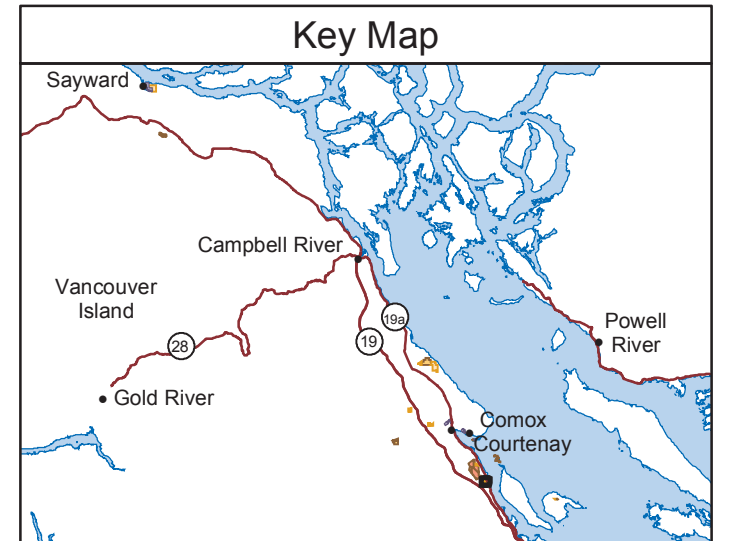 Key Map
Sayward
Campbell River
Vancouver
Island
19a
Powell
River
28
19
Gold River
Comox
Courtenay